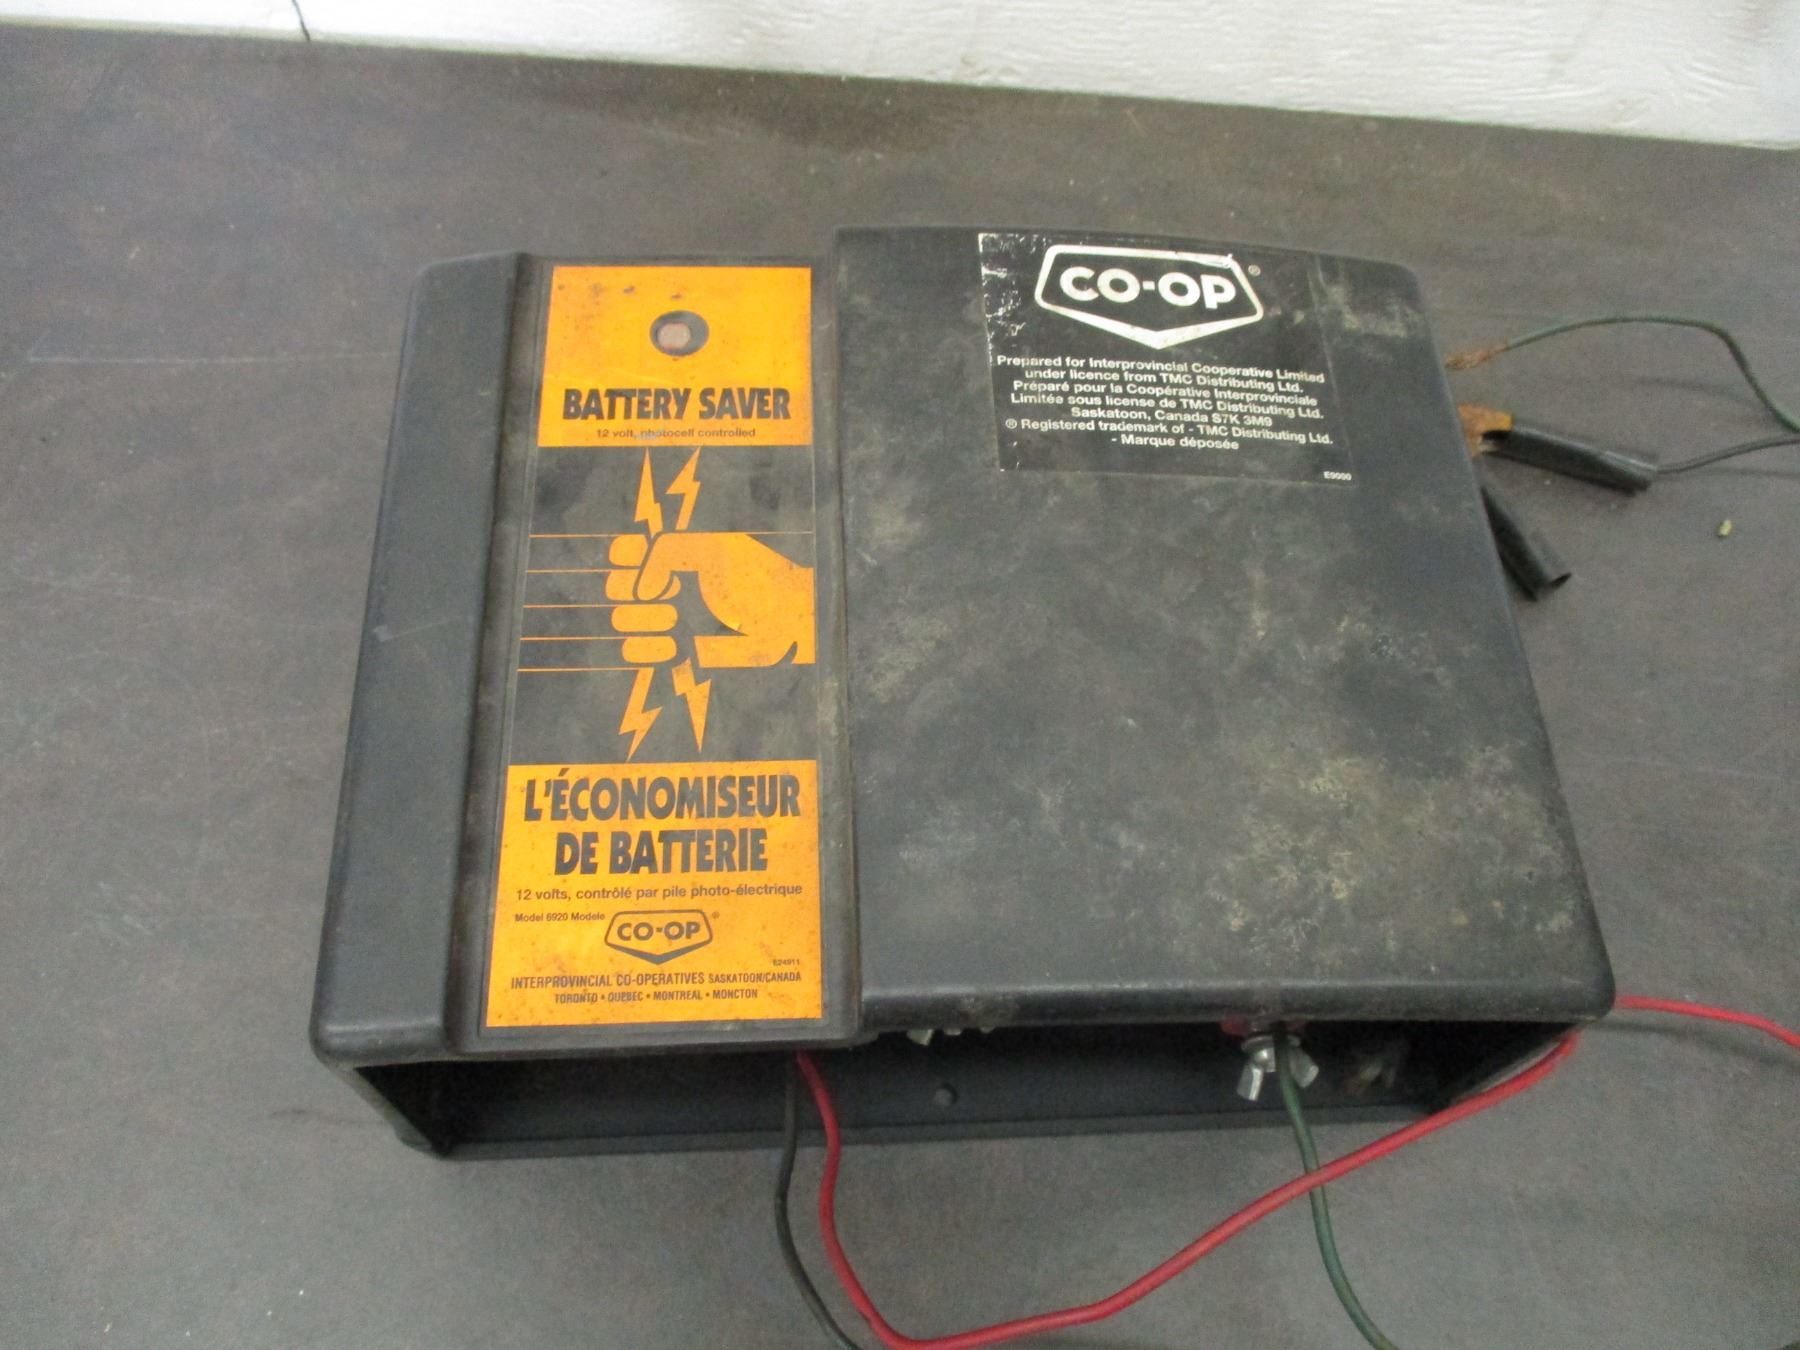 BATTERY SAVER
12 volt, photocell controlled
L'ÉCONOMISEUR
DE BATTERIE
12 volts, contrôlé par pile photo-électrique
Model 6920 Modele
CO-OP®
E24911
INTERPROVINCIAL CO-OPERATIVES SASKATOON/CANADA
TORONTO • QUEBEC • MONTREAL • MONCTON
CO-OP®
Prepared for Interprovincial Cooperative Limited
under licence from TMC Distributing Ltd.
Préparé pour la Coopérative Interprovinciale
Limitée sous license de TMC Distributing Ltd.
Saskatoon, Canada S7K 3M9
® Registered trademark of - TMC Distributing Ltd.
- Marque déposée
E9060